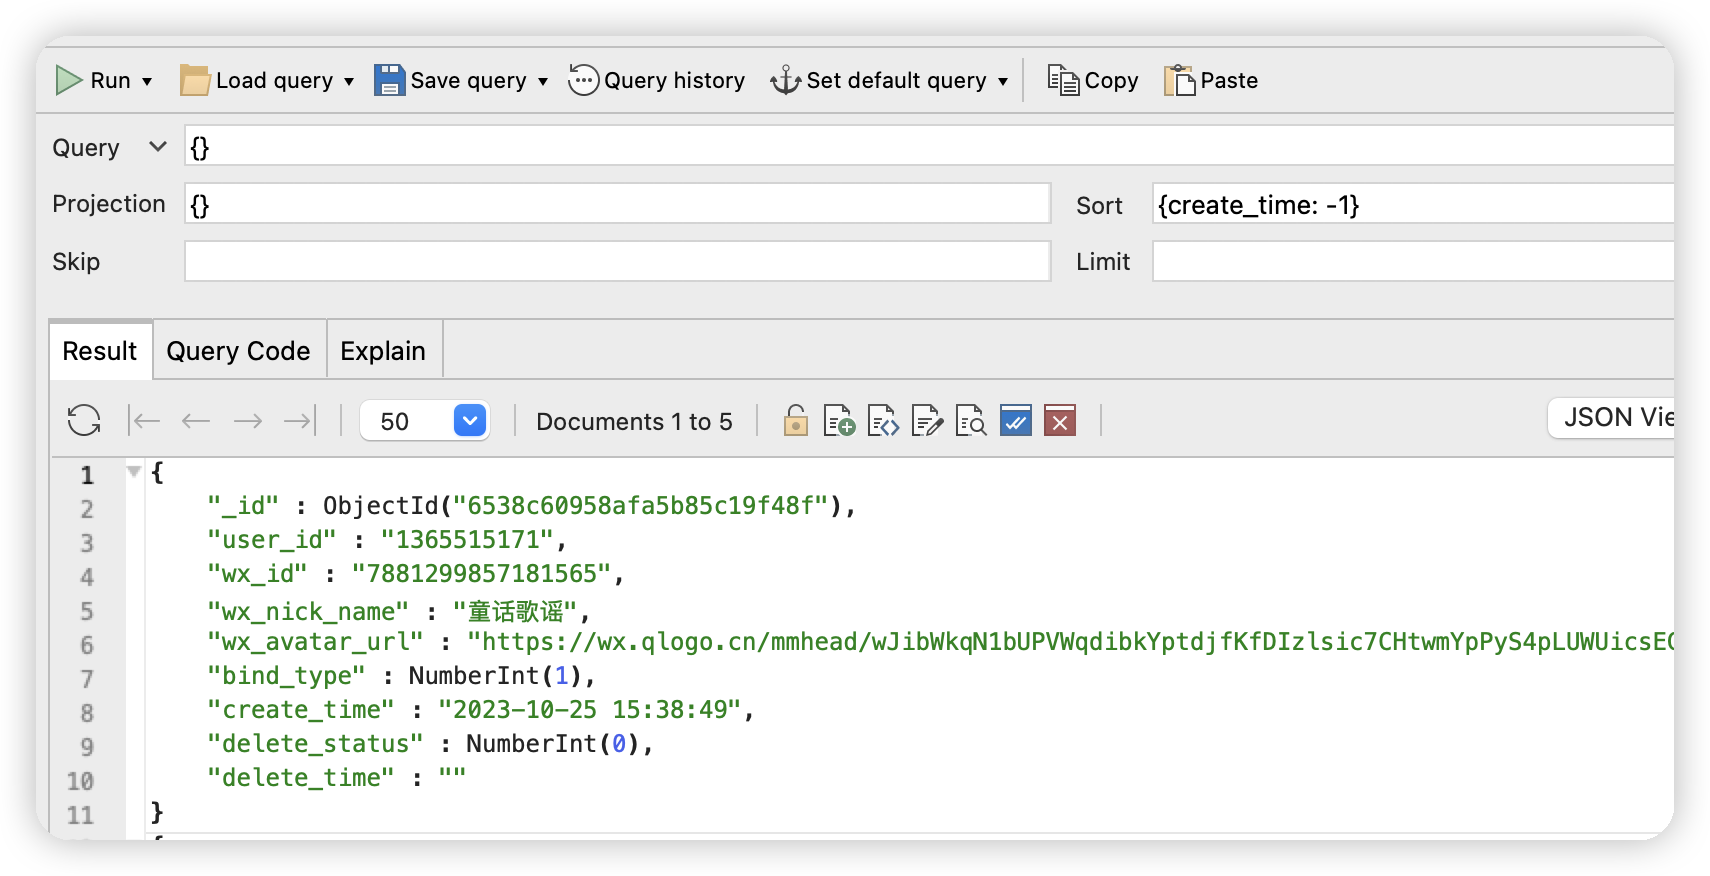 Run Load query Save query Query history Set default query Copy Paste
Query {}
Projection {} Sort {create_time: -1}
Skip Limit
Result Query Code Explain
50 Documents 1 to 5 JSON Vie
1 {
2 "_id" : ObjectId("6538c60958afa5b85c19f48f"),
3 "user_id" : "1365515171",
4 "wx_id" : "7881299857181565",
5 "wx_nick_name" : "童话歌谣",
6 "wx_avatar_url" : "https://wx.qlogo.cn/mmhead/wJibWkqN1bUPVWqdibkYptdjfKfDIzlsic7CHtwmYpPyS4pLUWUicsE
7 "bind_type" : NumberInt(1),
8 "create_time" : "2023-10-25 15:38:49",
9 "delete_status" : NumberInt(0),
10 "delete_time" : ""
11 }